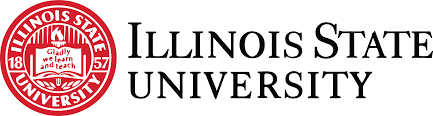 ILLINOIS STATE
Gladly
we learn
and teach
18 57
UNIVERSITY
ILLINOIS STATE
UNIVERSITY